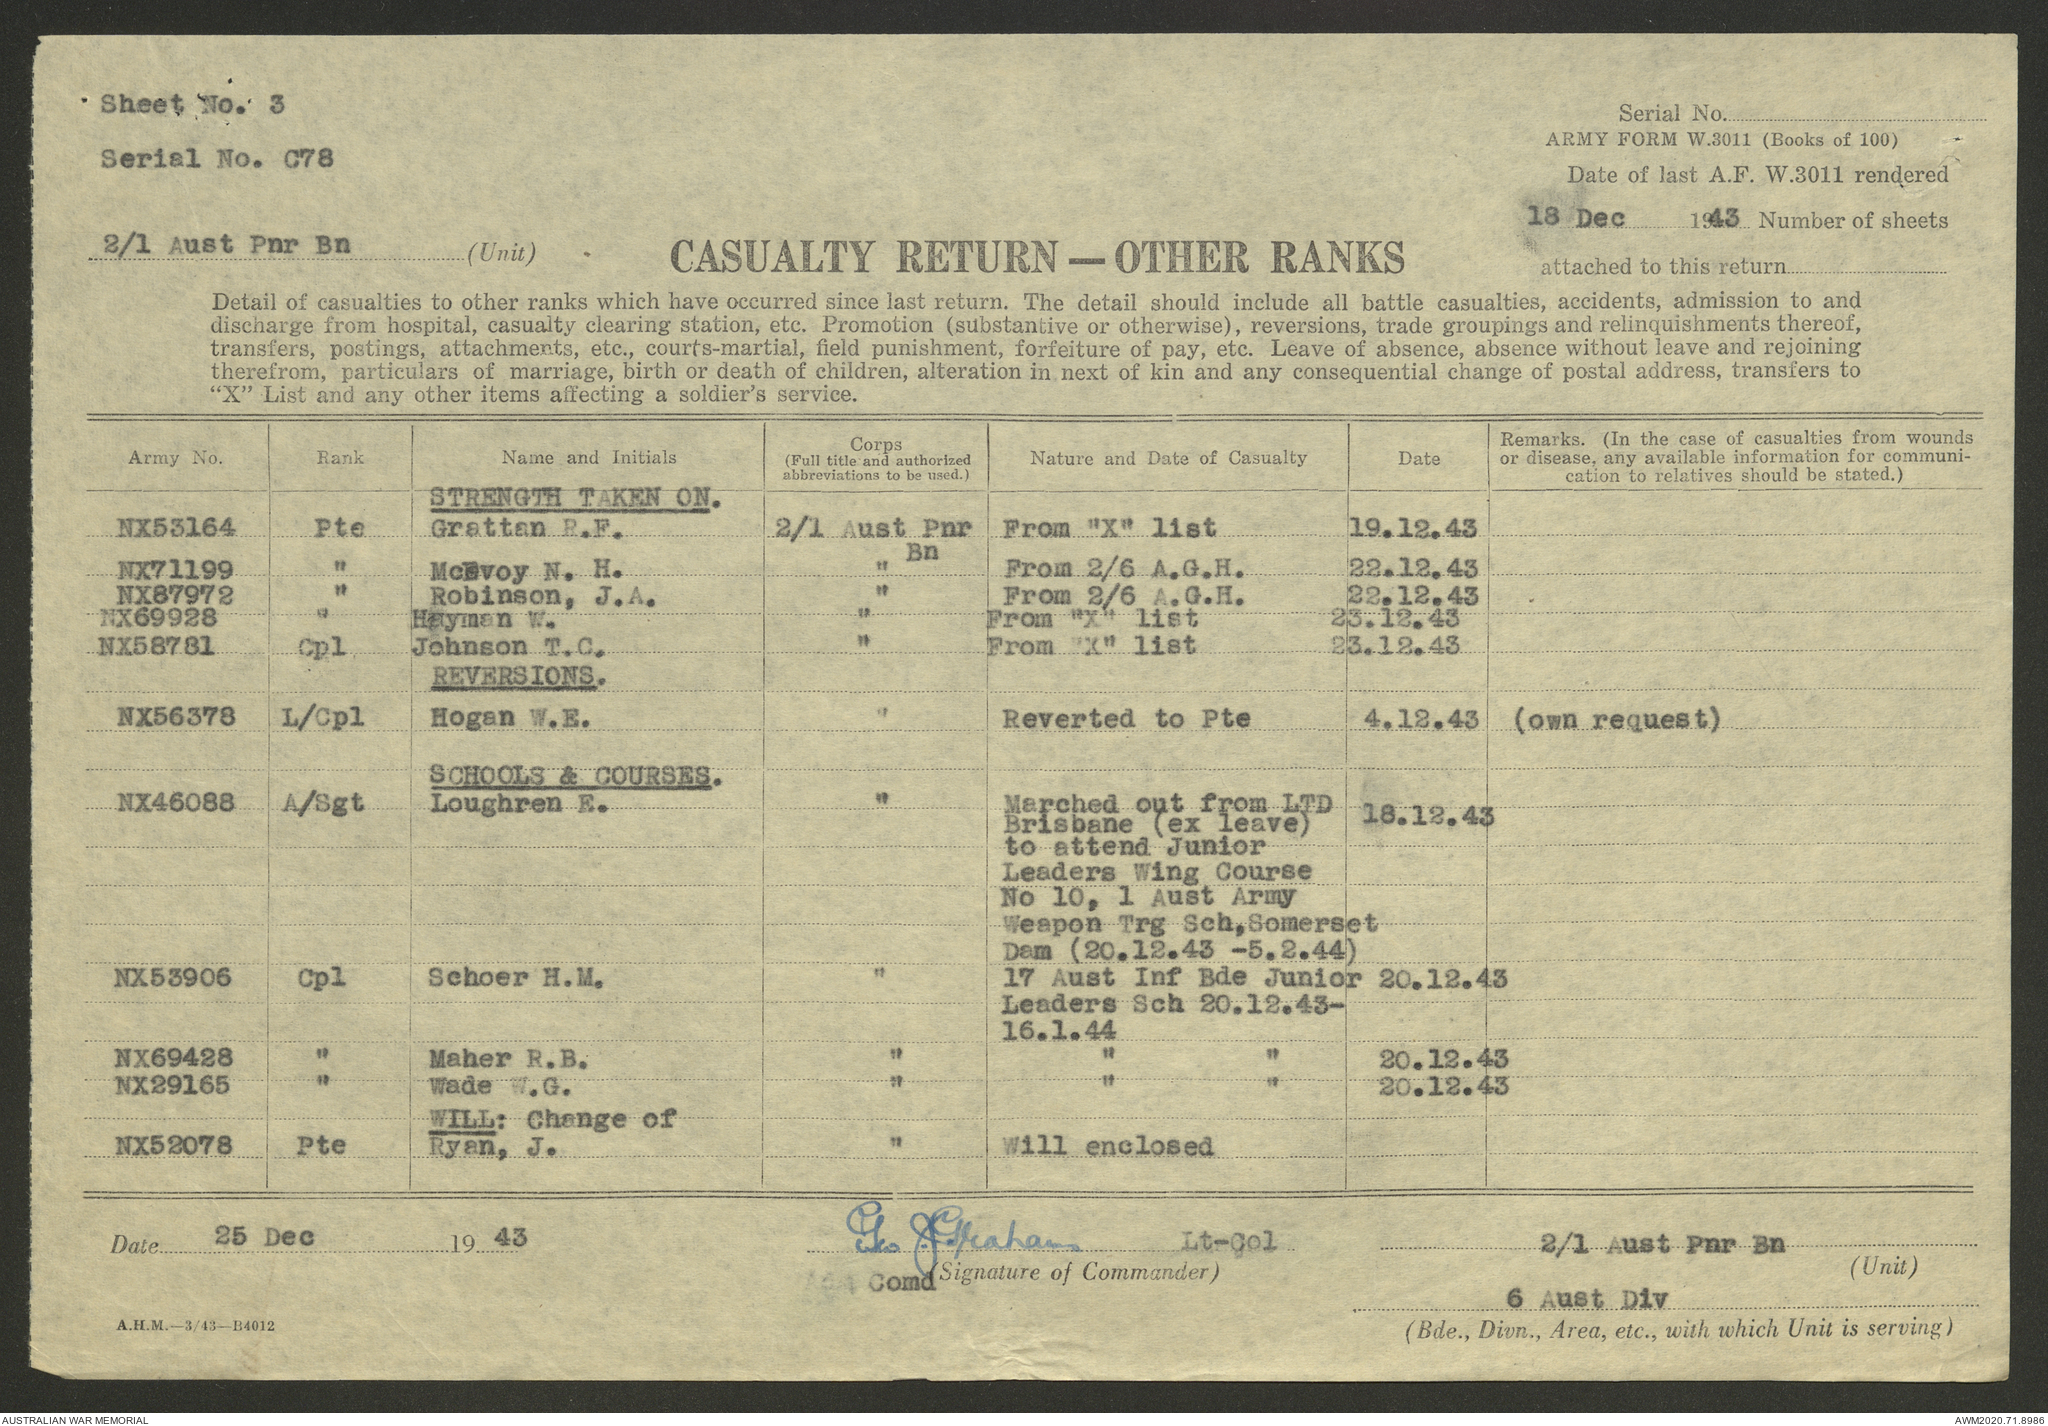 Sheet No. 3
Serial No. C78
Serial No.
ARMY FORM W.3011 (Books of 100)
Date of last A.F. W.3011 rendered
18 Dec 1943 Number of sheets
attached to this return
2/1 Aust Pnr Bn (Unit)
CASUALTY RETURN — OTHER RANKS
Detail of casualties to other ranks which have occurred since last return. The detail should include all battle casualties, accidents, admission to and
discharge from hospital, casualty clearing station, etc. Promotion (substantive or otherwise), reversions, trade groupings and relinquishments thereof,
transfers, postings, attachments, etc., courts-martial, field punishment, forfeiture of pay, etc. Leave of absence, absence without leave and rejoining
therefrom, particulars of marriage, birth or death of children, alteration in next of kin and any consequential change of postal address, transfers to
"X" List and any other items affecting a soldier's service.
Army No. Rank Name and Initials Corps (Full title and authorized abbreviations to be used.) Nature and Date of Casualty Date Remarks. (In the case of casualties from wounds or disease, any available information for communi-cation to relatives should be stated.)
STRENGTH TAKEN ON.
NX53164 Pte Grattan R.F. 2/1 Aust Pnr From "X" list 19.12.43
Bn
NX71199 " McEvoy N. H. " From 2/6 A.G.H. 22.12.43
NX87972 " Robinson, J.A. " From 2/6 A.G.H. 22.12.43
NX69928 " Hayman W. " From "X" list 23.12.43
NX58781 Cpl Johnson T.C. " From "X" list 23.12.43
REVERSIONS.
NX56378 L/Cpl Hogan W.E. " Reverted to Pte 4.12.43 (own request)
SCHOOLS & COURSES.
NX46088 A/Sgt Loughren E. " Marched out from LTD 18.12.43
Brisbane (ex leave)
to attend Junior
Leaders Wing Course
No 10, 1 Aust Army
Weapon Trg Sch,Somerset
Dam (20.12.43 -5.2.44)
NX53906 Cpl Schoer H.M. " 17 Aust Inf Bde Junior 20.12.43
Leaders Sch 20.12.43-
16.1.44
NX69428 " Maher R.B. " " " 20.12.43
NX29165 " Wade W.G. " " " 20.12.43
WILL: Change of
NX52078 Pte Ryan, J. " Will enclosed
Date 25 Dec 1943 Geo J Graham Lt-Col 2/1 Aust Pnr Bn
Comd (Signature of Commander) (Unit)
6 Aust Div
A.H.M.—3/43—B4012 (Bde., Divn., Area, etc., with which Unit is serving)
AUSTRALIAN WAR MEMORIAL AWM2020.71.8986